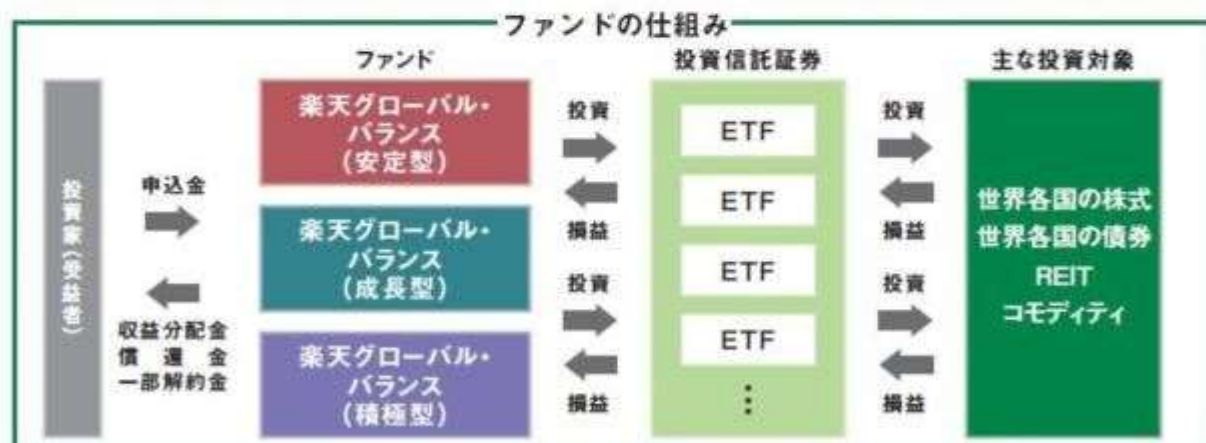 ファンドの仕組み
ファンド
投資信託証券
主な投資対象
投資家(受益者)
申込金
収益分配金
償還金
一部解約金
楽天グローバル・
バランス
(安定型)
楽天グローバル・
バランス
(成長型)
楽天グローバル・
バランス
(積極型)
投資
損益
投資
損益
ETF
ETF
ETF
ETF
⋮
投資
損益
投資
損益
世界各国の株式
世界各国の債券
REIT
コモディティ